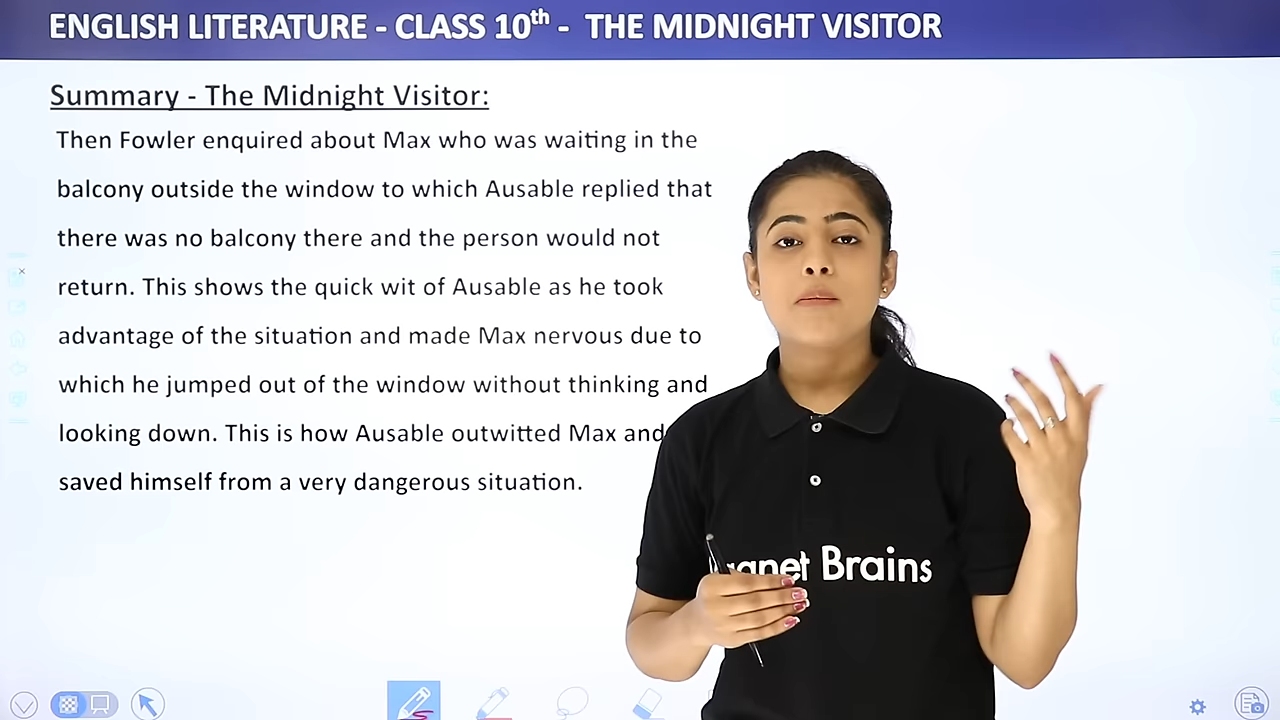 ENGLISH LITERATURE - CLASS 10th - THE MIDNIGHT VISITOR
Summary - The Midnight Visitor:
Then Fowler enquired about Max who was waiting in the
balcony outside the window to which Ausable replied that
there was no balcony there and the person would not
return. This shows the quick wit of Ausable as he took
advantage of the situation and made Max nervous due to
which he jumped out of the window without thinking and
looking down. This is how Ausable outwitted Max and
saved himself from a very dangerous situation.
Brains